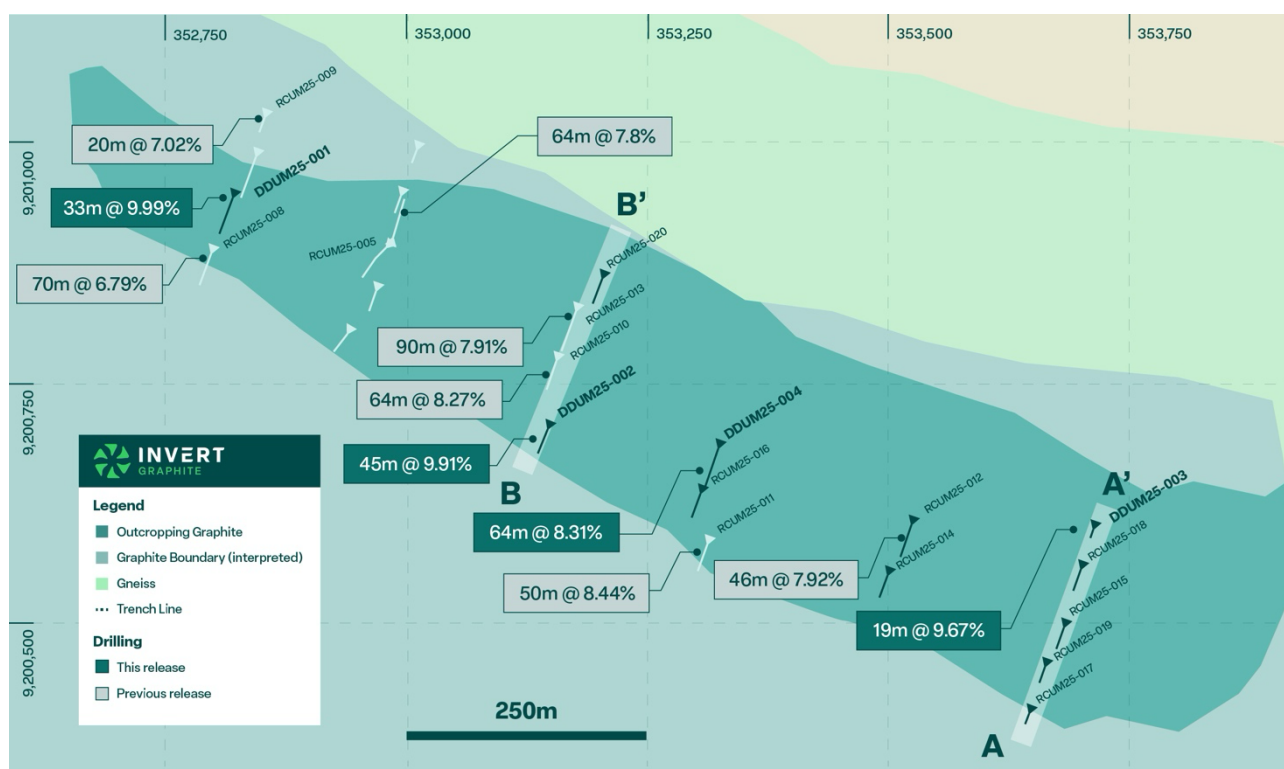 352,750
353,000
353,250
353,500
353,750
RCUM25-009
20m @ 7.02%
64m @ 7.8%
9,201,000
DDUM25-001
33m @ 9.99%
RCUM25-008
B’
RCUM25-005
RCUM25-020
70m @ 6.79%
RCUM25-013
90m @ 7.91%
RCUM25-010
DDUM25-002
64m @ 8.27%
9,200,750
DDUM25-004
45m @ 9.91%
RCUM25-016
B
RCUM25-012
A’
DDUM25-003
RCUM25-011
64m @ 8.31%
RCUM25-014
RCUM25-018
46m @ 7.92%
50m @ 8.44%
RCUM25-015
19m @ 9.67%
RCUM25-019
9,200,500
RCUM25-017
A
250m
INVERT
GRAPHITE
Legend
Outcropping Graphite
Graphite Boundary (interpreted)
Gneiss
Trench Line
Drilling
This release
Previous release